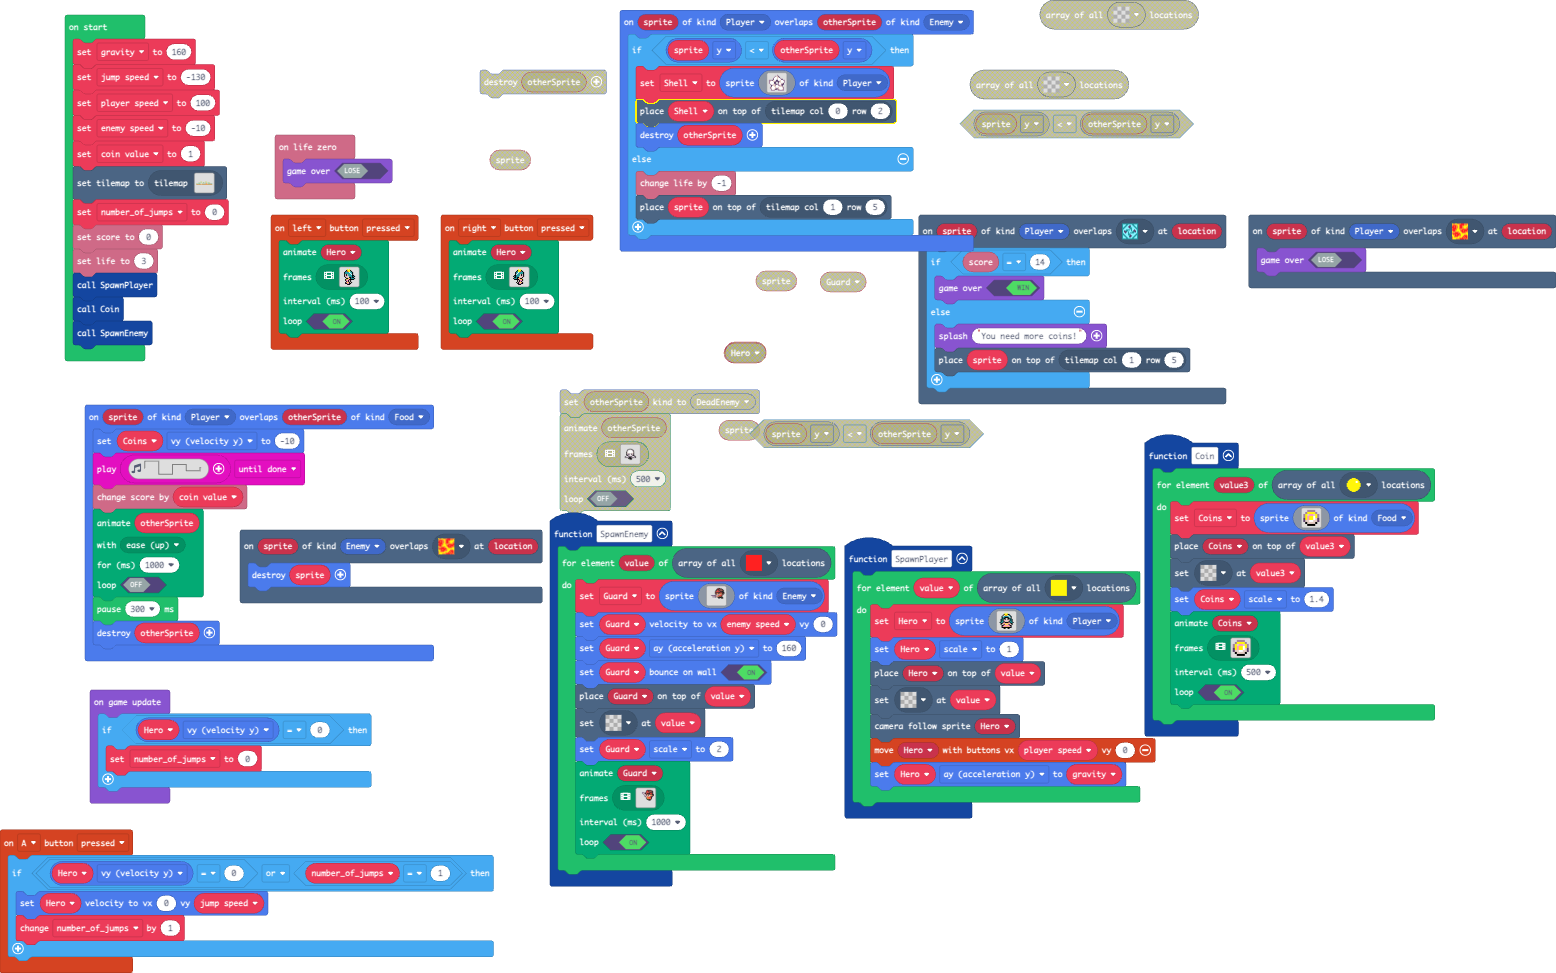 on start
set gravity to 160
set jump speed to -130
set player speed to 100
set enemy speed to -10
set coin value to 1
set tilemap to tilemap
set number_of_jumps to 0
set score to 0
set life to 3
call SpawnPlayer
call Coin
call SpawnEnemy
on life zero
game over LOSE
on left button pressed
animate Hero
frames
interval (ms) 100
loop ON
on right button pressed
animate Hero
frames
interval (ms) 100
loop ON
destroy otherSprite
sprite
on sprite of kind Player overlaps otherSprite of kind Enemy
if sprite y < otherSprite y then
set Shell to sprite of kind Player
place Shell on top of tilemap col 0 row 2
destroy otherSprite
else
change life by -1
place sprite on top of tilemap col 1 row 5
array of all locations
array of all locations
sprite y < otherSprite y
on sprite of kind Player overlaps at location
if score = 14 then
game over WIN
else
splash "You need more coins!"
place sprite on top of tilemap col 1 row 5
on sprite of kind Player overlaps at location
game over LOSE
sprite
Guard
Hero
set otherSprite kind to DeadEnemy
animate otherSprite
frames
interval (ms) 500
loop OFF
sprite
sprite y < otherSprite y
on sprite of kind Player overlaps otherSprite of kind Food
set Coins vy (velocity y) to -10
play until done
change score by coin value
animate otherSprite
with ease (up)
for (ms) 1000
loop OFF
pause 300 ms
destroy otherSprite
on sprite of kind Enemy overlaps at location
destroy sprite
function SpawnEnemy
for element value of array of all locations
do
set Guard to sprite of kind Enemy
set Guard velocity to vx enemy speed vy 0
set Guard ay (acceleration y) to 160
set Guard bounce on wall ON
place Guard on top of value
set at value
set Guard scale to 2
animate Guard
frames
interval (ms) 1000
loop ON
function SpawnPlayer
for element value of array of all locations
do
set Hero to sprite of kind Player
set Hero scale to 1
place Hero on top of value
set at value
camera follow sprite Hero
move Hero with buttons vx player speed vy 0
set Hero ay (acceleration y) to gravity
function Coin
for element value3 of array of all locations
do
set Coins to sprite of kind Food
place Coins on top of value3
set at value3
set Coins scale to 1.4
animate Coins
frames
interval (ms) 500
loop ON
on game update
if Hero vy (velocity y) = 0 then
set number_of_jumps to 0
on A button pressed
if Hero vy (velocity y) = 0 or number_of_jumps = 1 then
set Hero velocity to vx 0 vy jump speed
change number_of_jumps by 1